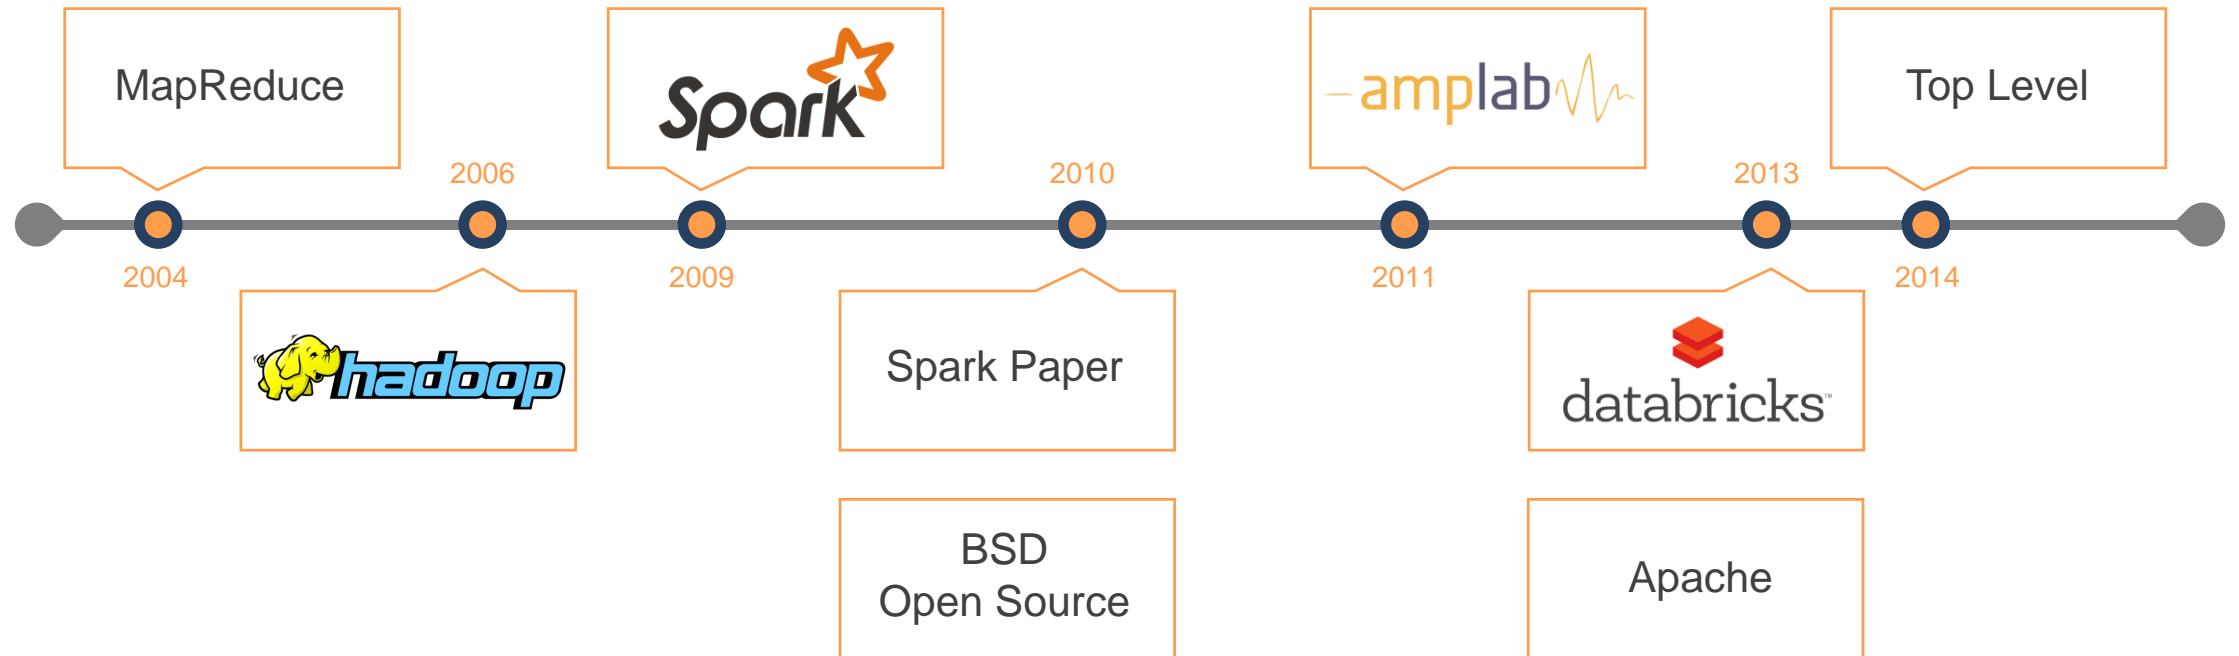 MapReduce
Spark
amplab
Top Level
2006
2010
2013
2004
2009
2011
2014
hadoop
Spark Paper
databricks™
BSD
Open Source
Apache